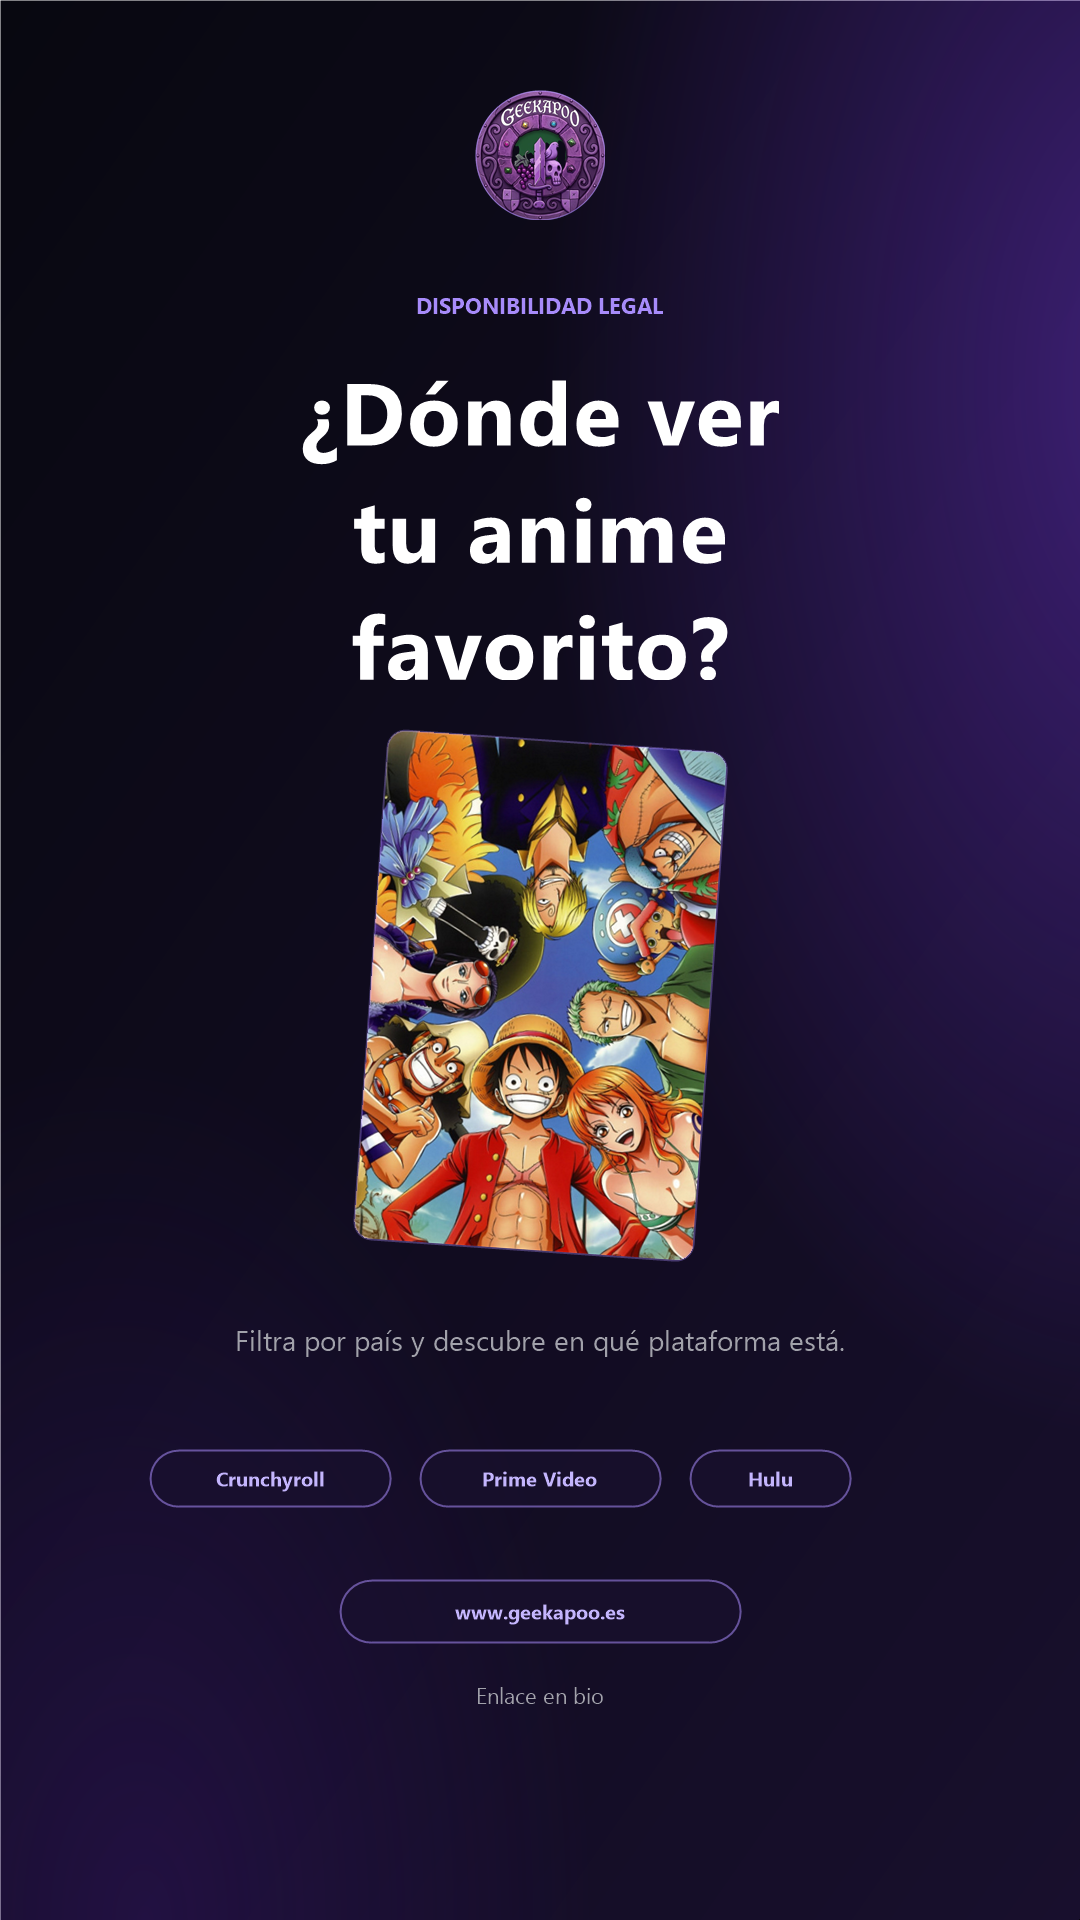 GEEKAPOO
DISPONIBILIDAD LEGAL
¿Dónde ver
tu anime
favorito?
Filtra por país y descubre en qué plataforma está.
Crunchyroll
Prime Video
Hulu
www.geekapoo.es
Enlace en bio